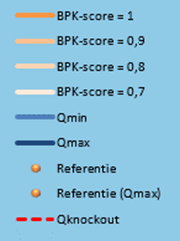 BPK-score = 1
BPK-score = 0,9
BPK-score = 0,8
BPK-score = 0,7
Qmin
Qmax
Referentie
Referentie (Qmax)
Qknockout